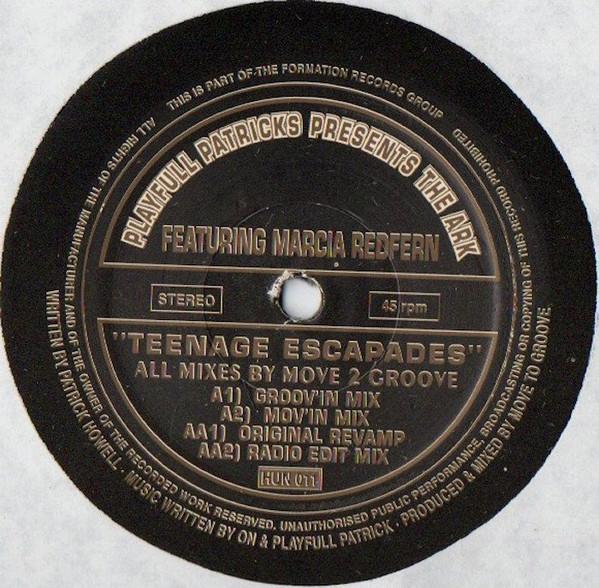 PLAYFULL PATRICKS PRESENTS THE ARK
FEATURING MARCIA REDFERN
STEREO
45 rpm
"TEENAGE ESCAPADES"
ALL MIXES BY MOVE 2 GROOVE
A1) GROOV'IN MIX
A2) MOV'IN MIX
AA1) ORIGINAL REVAMP
AA2) RADIO EDIT MIX
HUN 011
THIS IS PART OF THE FORMATION RECORDS GROUP
ALL RIGHTS OF THE MANUFACTURER AND OF THE OWNER OF THE RECORDED WORK RESERVED. UNAUTHORISED PUBLIC PERFORMANCE, BROADCASTING OR COPYING OF THIS RECORD PROHIBITED
WRITTEN BY PATRICK HOWELL · MUSIC WRITTEN BY ON & PLAYFULL PATRICK · PRODUCED & MIXED BY MOVE TO GROOVE